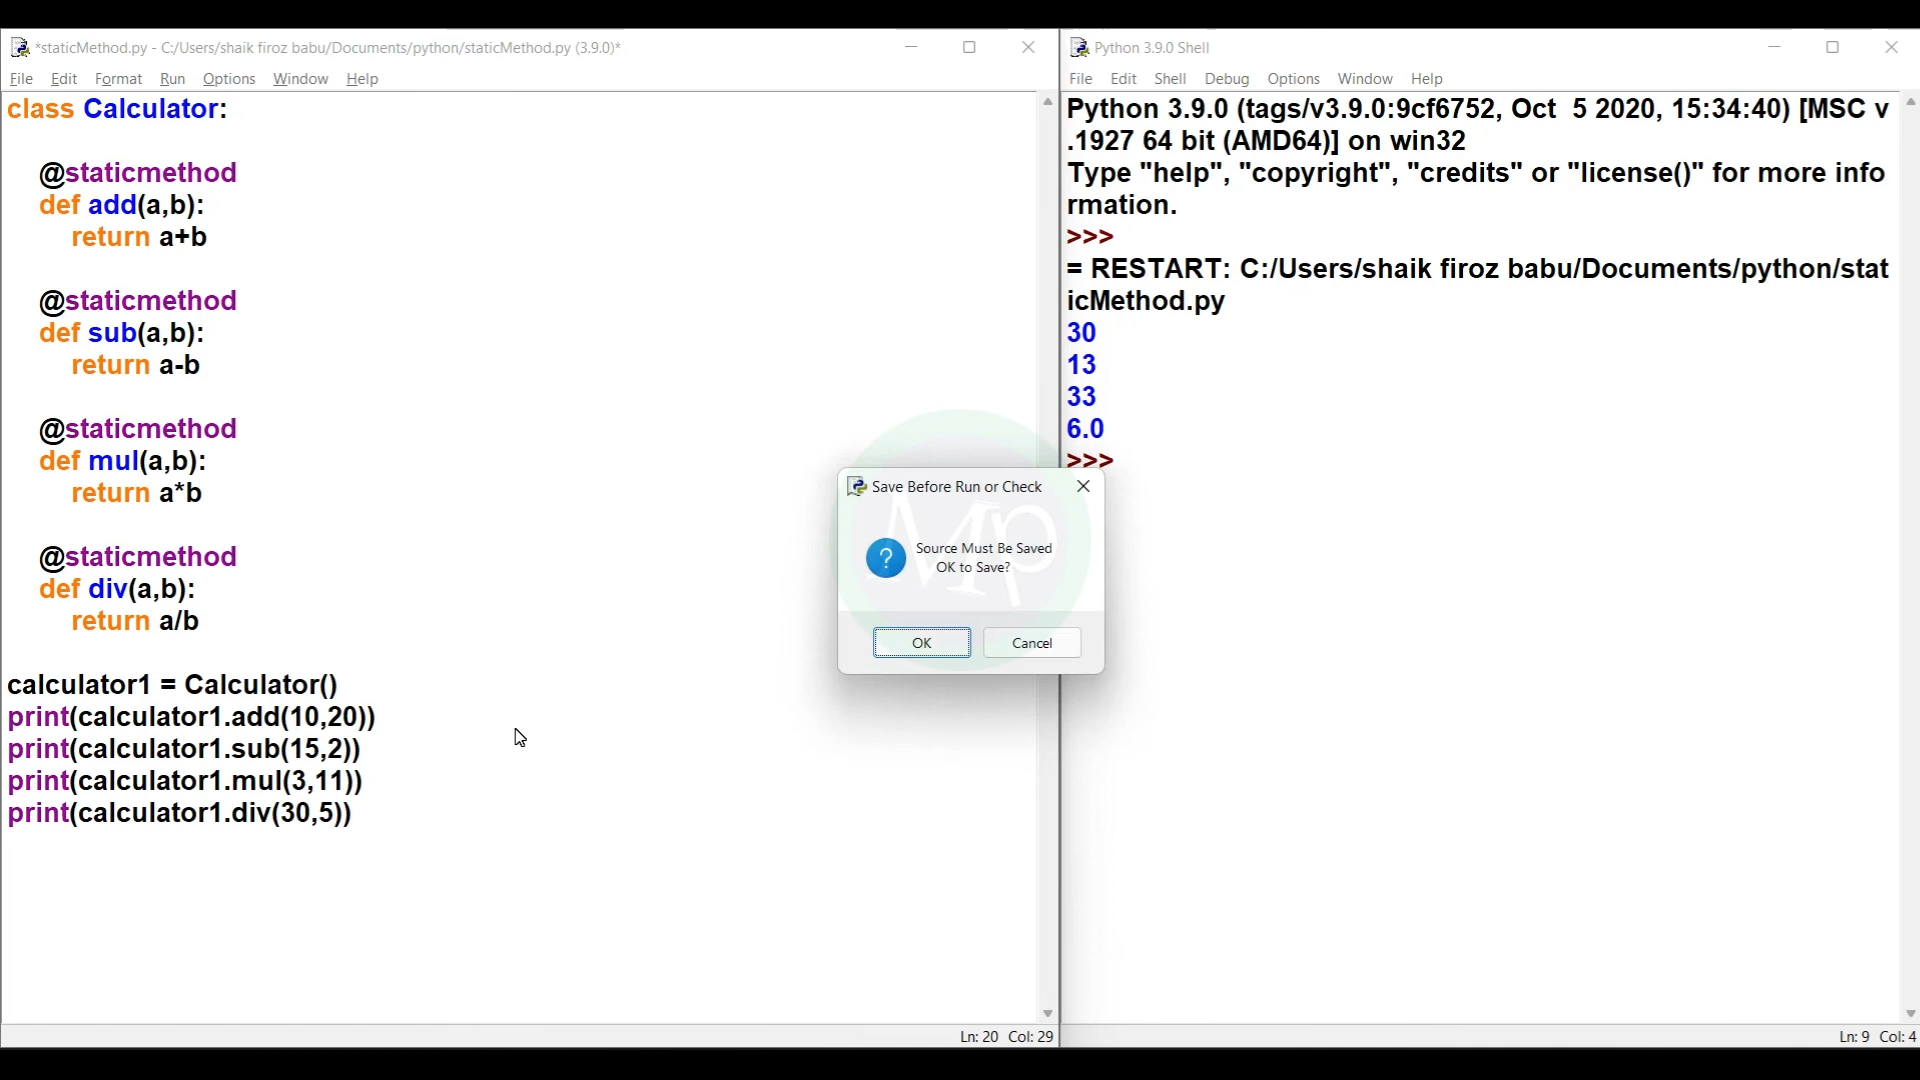 *staticMethod.py - C:/Users/shaik firoz babu/Documents/python/staticMethod.py (3.9.0)*
File Edit Format Run Options Window Help
class Calculator:
@staticmethod
def add(a,b):
return a+b
@staticmethod
def sub(a,b):
return a-b
@staticmethod
def mul(a,b):
return a*b
@staticmethod
def div(a,b):
return a/b
calculator1 = Calculator()
print(calculator1.add(10,20))
print(calculator1.sub(15,2))
print(calculator1.mul(3,11))
print(calculator1.div(30,5))
Ln: 20 Col: 29
Python 3.9.0 Shell
File Edit Shell Debug Options Window Help
Python 3.9.0 (tags/v3.9.0:9cf6752, Oct  5 2020, 15:34:40) [MSC v
.1927 64 bit (AMD64)] on win32
Type "help", "copyright", "credits" or "license()" for more info
rmation.
>>>
= RESTART: C:/Users/shaik firoz babu/Documents/python/stat
icMethod.py
30
13
33
6.0
>>>
Ln: 9 Col: 4
Save Before Run or Check
Source Must Be Saved
OK to Save?
OK Cancel
Mp